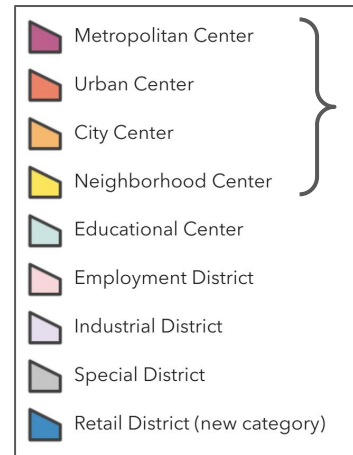 Metropolitan Center
Urban Center
City Center
Neighborhood Center
Educational Center
Employment District
Industrial District
Special District
Retail District (new category)